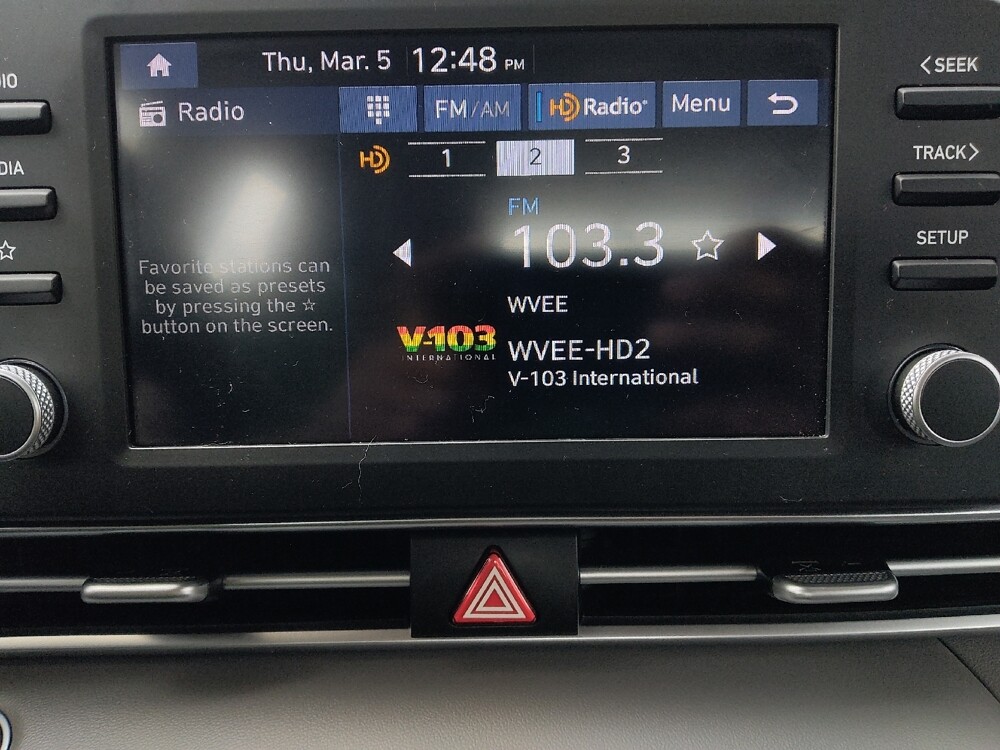 Thu, Mar. 5 12:48 PM
<SEEK
Radio
FM/AM
HD Radio
Menu
HD 1 2 3
TRACK>
FM
103.3
SETUP
Favorite stations can
be saved as presets
by pressing the ☆
button on the screen.
WVEE
V-103
INTERNATIONAL
WVEE-HD2
V-103 International